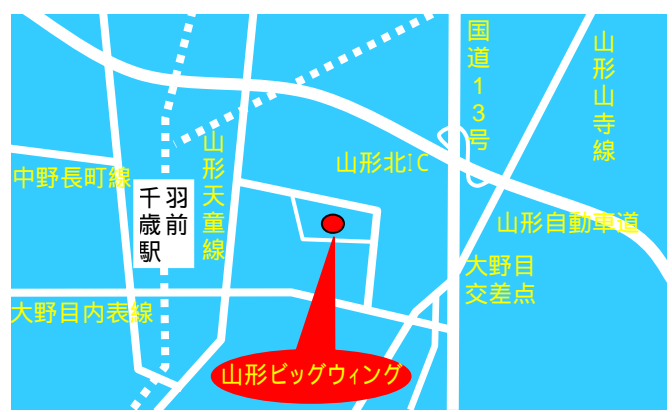 国道13号
山形山寺線
山形天童線
山形北IC
中野長町線
羽前
千歳駅
山形自動車道
大野目
交差点
大野目内表線
山形ビッグウィング